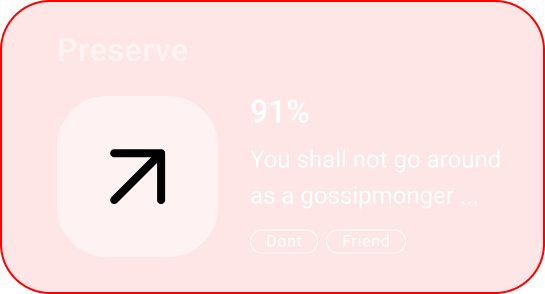 Preserve
91%
You shall not go around
as a gossipmonger ...
Dont
Friend